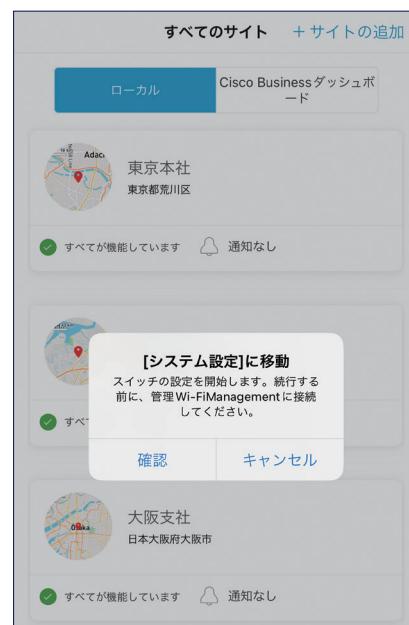 すべてのサイト
+ サイトの追加
ローカル
Cisco Businessダッシュボ
ード
Adac
東京本社
東京都荒川区
すべてが機能しています
通知なし
[システム設定]に移動
スイッチの設定を開始します。続行する
前に、管理Wi-FiManagementに接続
してください。
確認
キャンセル
すべ
Osaka
大阪支社
日本大阪府大阪市
すべてが機能しています
通知なし